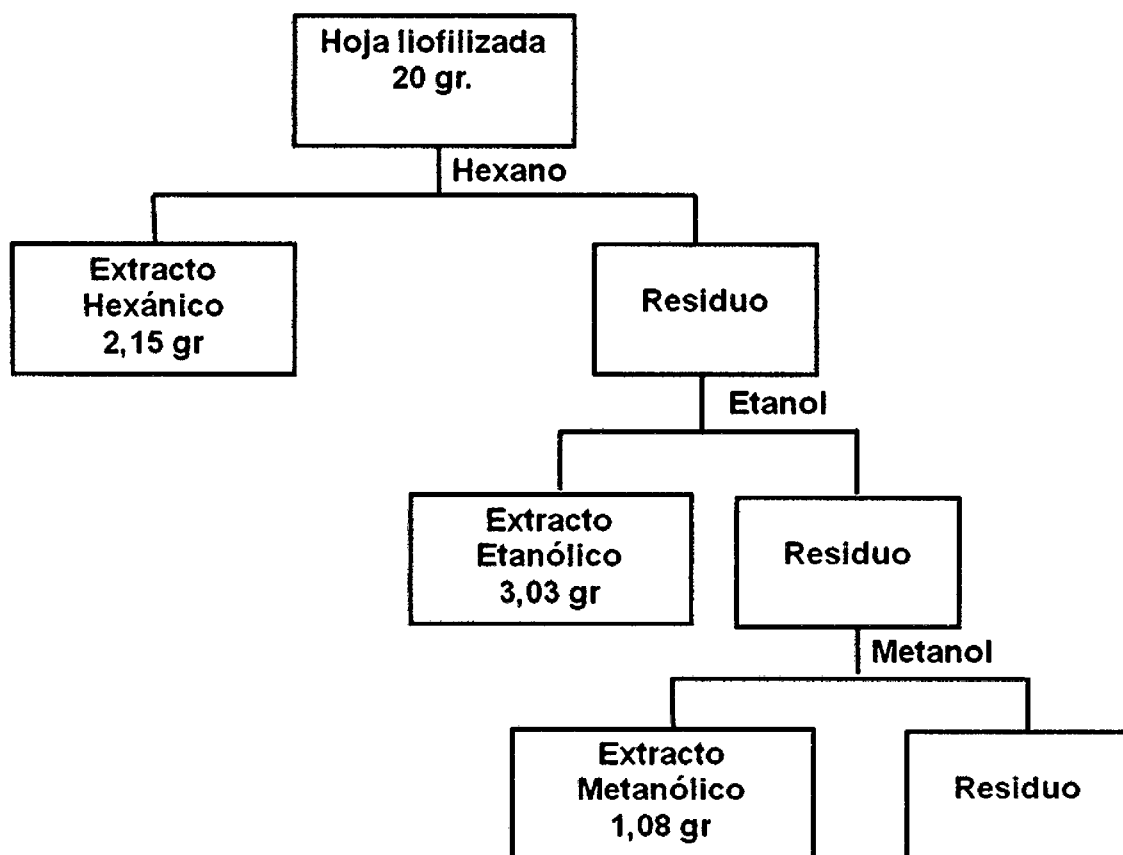 Hoja liofilizada
20 gr.
Hexano
Extracto
Hexánico
2,15 gr
Residuo
Etanol
Extracto
Etanólico
3,03 gr
Residuo
Metanol
Extracto
Metanólico
1,08 gr
Residuo